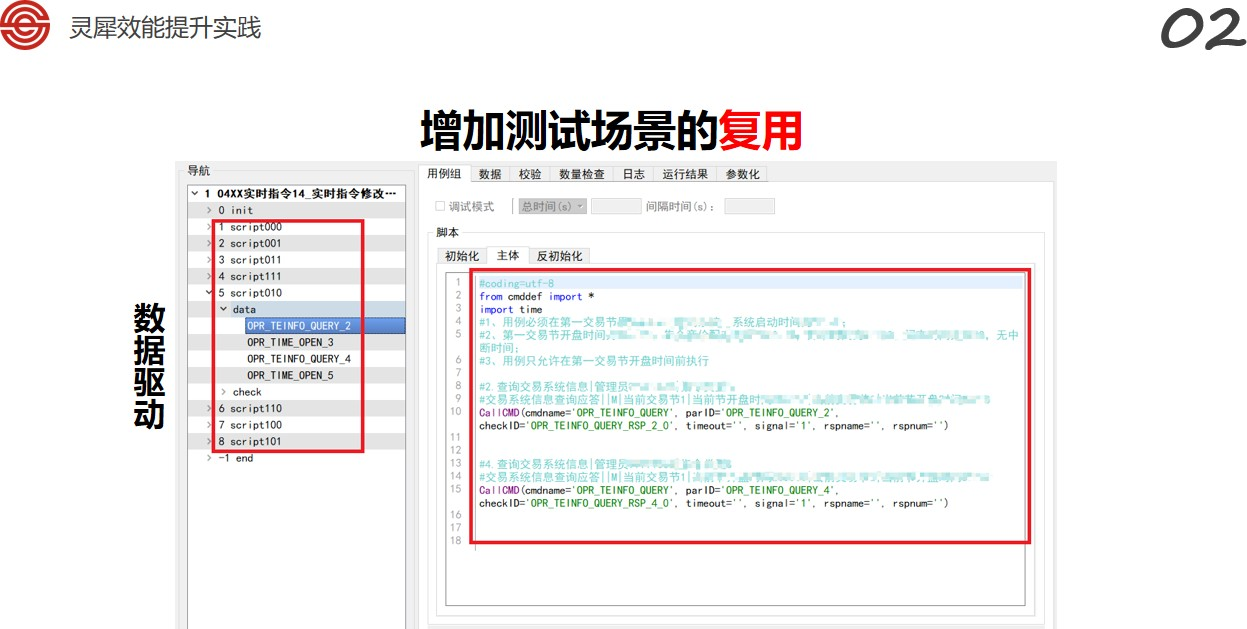 灵犀效能提升实践
02
增加测试场景的复用
数据驱动
导航
1 04XX实时指令14_实时指令修改…
0 init
1 script000
2 script001
3 script011
4 script111
5 script010
data
OPR_TEINFO_QUERY_2
OPR_TIME_OPEN_3
OPR_TEINFO_QUERY_4
OPR_TIME_OPEN_5
check
6 script110
7 script100
8 script101
-1 end
用例组 数据 校验 数量检查 日志 运行结果 参数化
调试模式 总时间(s) 间隔时间(s)：
脚本
初始化 主体 反初始化
1 #coding=utf-8
2 from cmddef import *
3 import time
4 #1、用例必须在第一交易节 系统启动时间
5 #2、第一交易节开盘时间 无中
断时间；
6 #3、用例只允许在第一交易节开盘时间前执行
7
8 #2.查询交易系统信息|管理员
9 #交易系统信息查询应答||M|当前交易节1|当前节开盘时
10 CallCMD(cmdname='OPR_TEINFO_QUERY', parID='OPR_TEINFO_QUERY_2',
checkID='OPR_TEINFO_QUERY_RSP_2_0', timeout='', signal='1', rspname='', rspnum='')
11
12
13 #4.查询交易系统信息|管理员
14 #交易系统信息查询应答||M|当前交易节1|
15 CallCMD(cmdname='OPR_TEINFO_QUERY', parID='OPR_TEINFO_QUERY_4',
checkID='OPR_TEINFO_QUERY_RSP_4_0', timeout='', signal='1', rspname='', rspnum='')
16
17
18